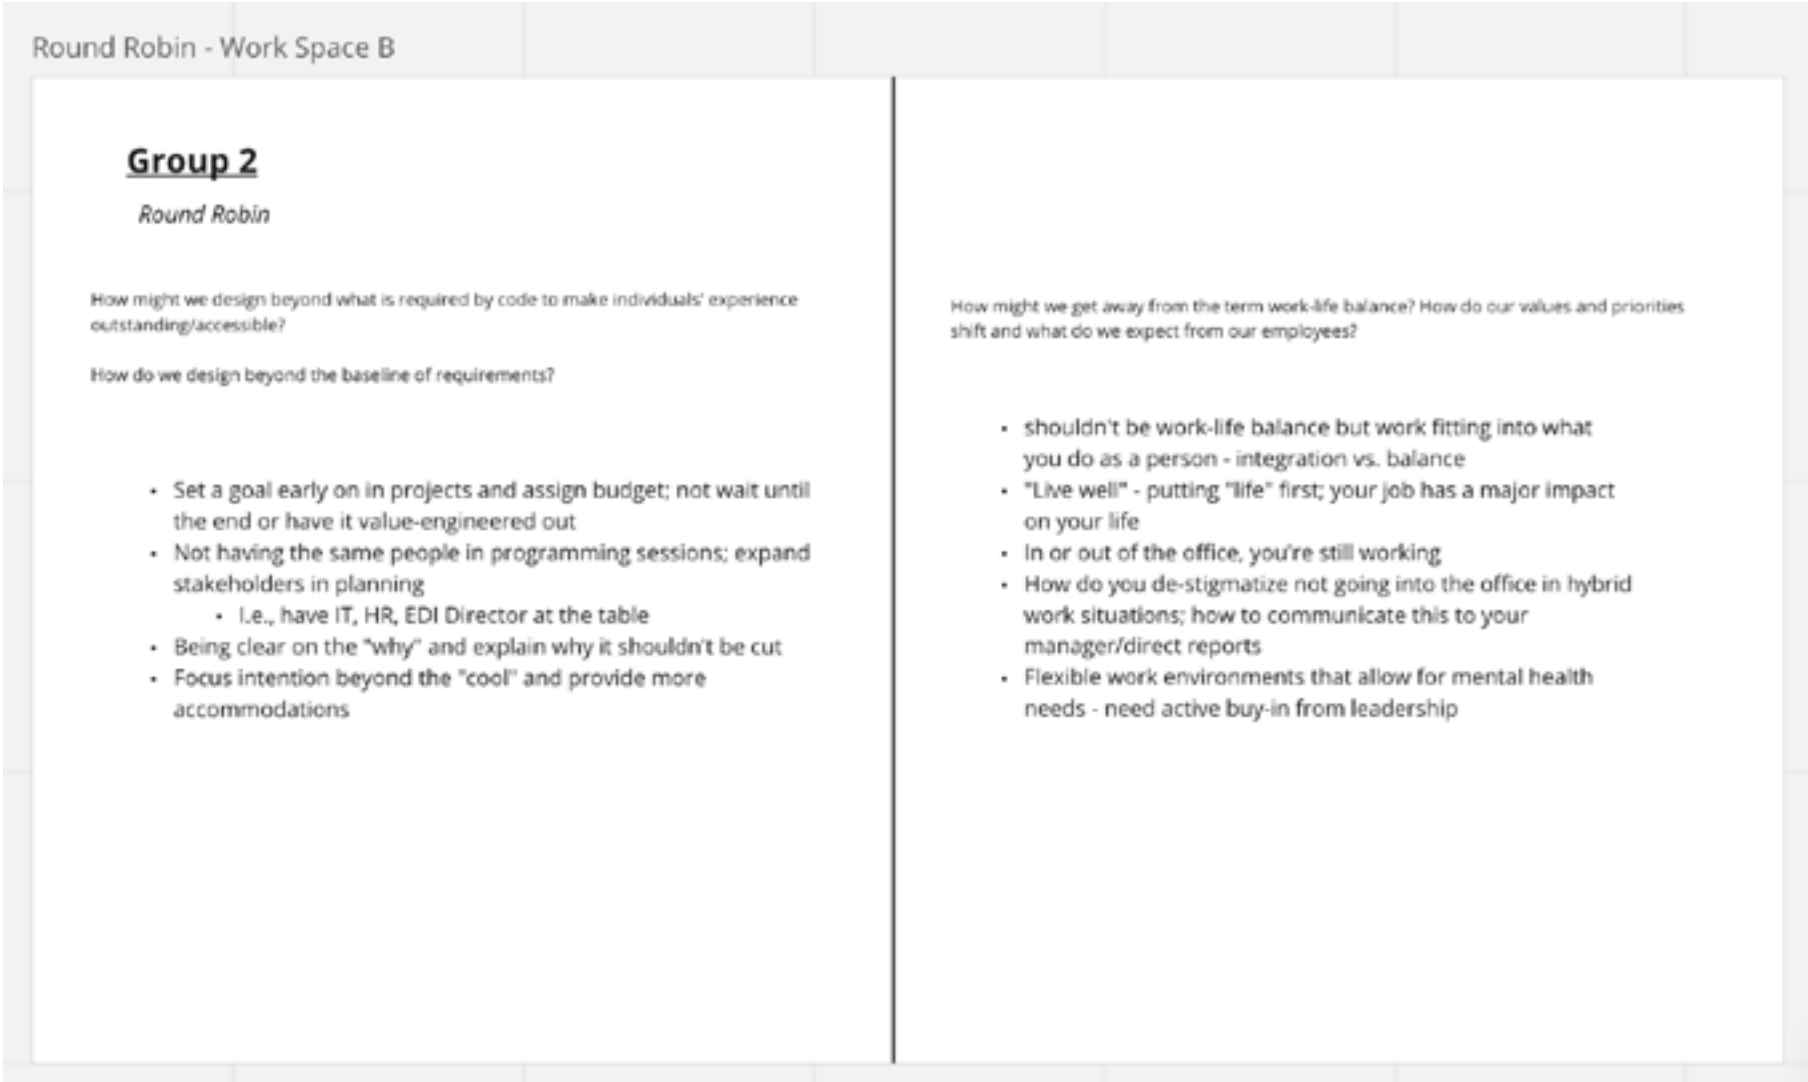 Round Robin - Work Space B
Group 2
Round Robin
How might we design beyond what is required by code to make individuals' experience
outstanding/accessible?
How do we design beyond the baseline of requirements?
• Set a goal early on in projects and assign budget; not wait until
the end or have it value-engineered out
• Not having the same people in programming sessions; expand
stakeholders in planning
• I.e., have IT, HR, EDI Director at the table
• Being clear on the "why" and explain why it shouldn't be cut
• Focus intention beyond the "cool" and provide more
accommodations
How might we get away from the term work-life balance? How do our values and priorities
shift and what do we expect from our employees?
• shouldn't be work-life balance but work fitting into what
you do as a person - integration vs. balance
• "Live well" - putting "life" first; your job has a major impact
on your life
• In or out of the office, you're still working
• How do you de-stigmatize not going into the office in hybrid
work situations; how to communicate this to your
manager/direct reports
• Flexible work environments that allow for mental health
needs - need active buy-in from leadership